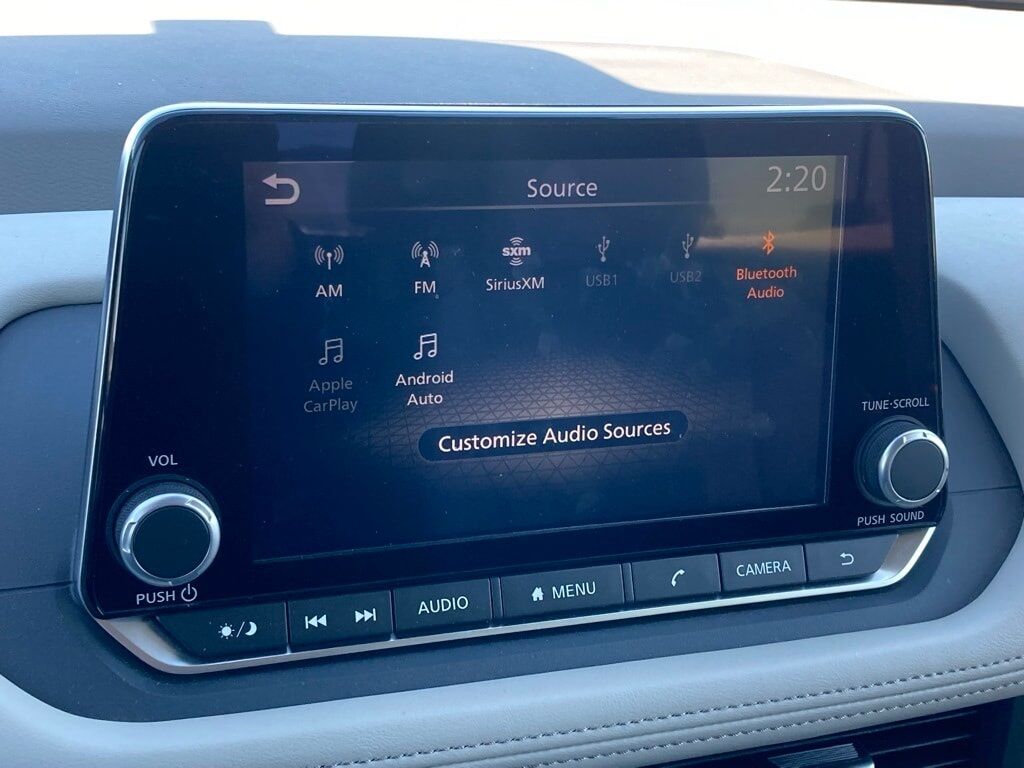 Source
2:20
AM
FM
sxm
SiriusXM
USB1
USB2
Bluetooth
Audio
Apple
CarPlay
Android
Auto
Customize Audio Sources
TUNE·SCROLL
PUSH SOUND
VOL
PUSH
AUDIO
MENU
CAMERA